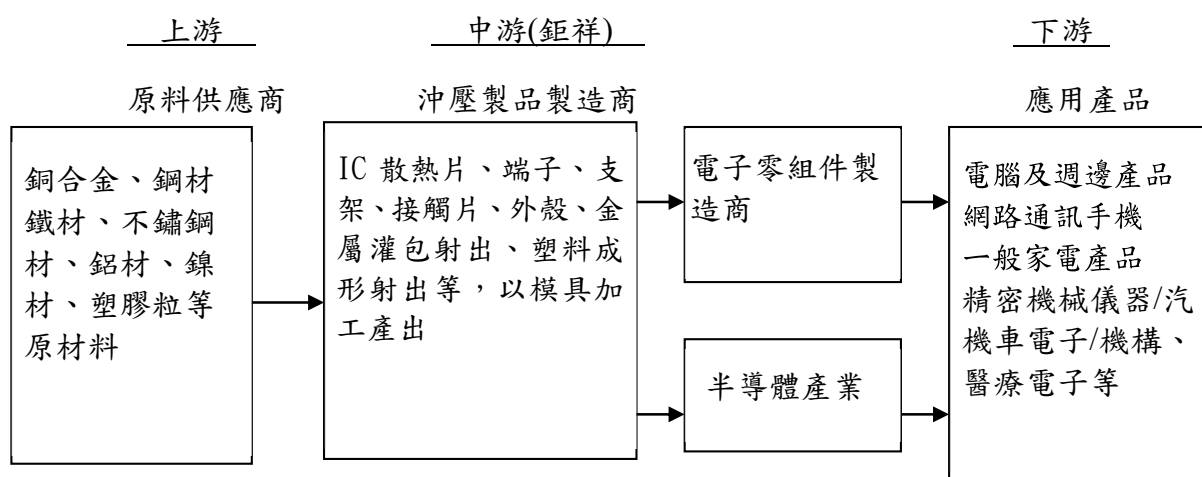 上游
中游(鉅祥)
下游
原料供應商
沖壓製品製造商
應用產品
銅合金、鋼材
鐵材、不鏽鋼
材、鋁材、鎳
材、塑膠粒等
原材料
IC 散熱片、端子、支
架、接觸片、外殼、金
屬灌包射出、塑料成
形射出等，以模具加
工產出
電子零組件製
造商
半導體產業
電腦及週邊產品
網路通訊手機
一般家電產品
精密機械儀器/汽
機車電子/機構、
醫療電子等